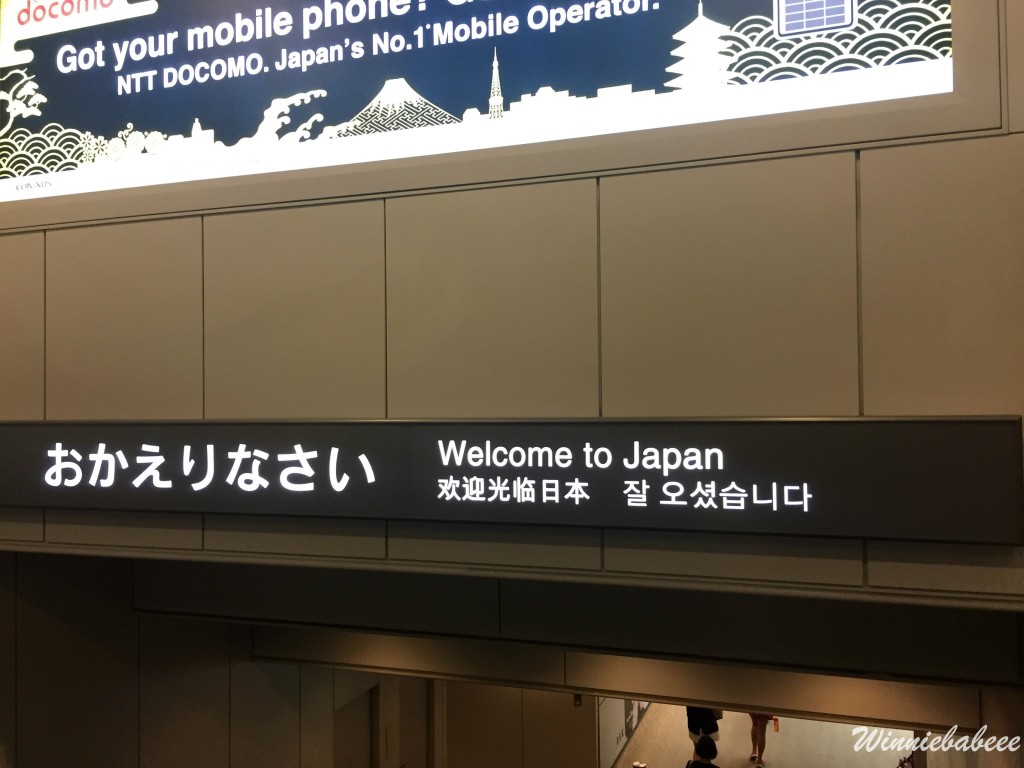 döcomo
Got your mobile phone?
NTT DOCOMO. Japan's No.1 Mobile Operator.
おかえりなさい
Welcome to Japan
欢迎光临日本 잘 오셨습니다
Winniebabeee